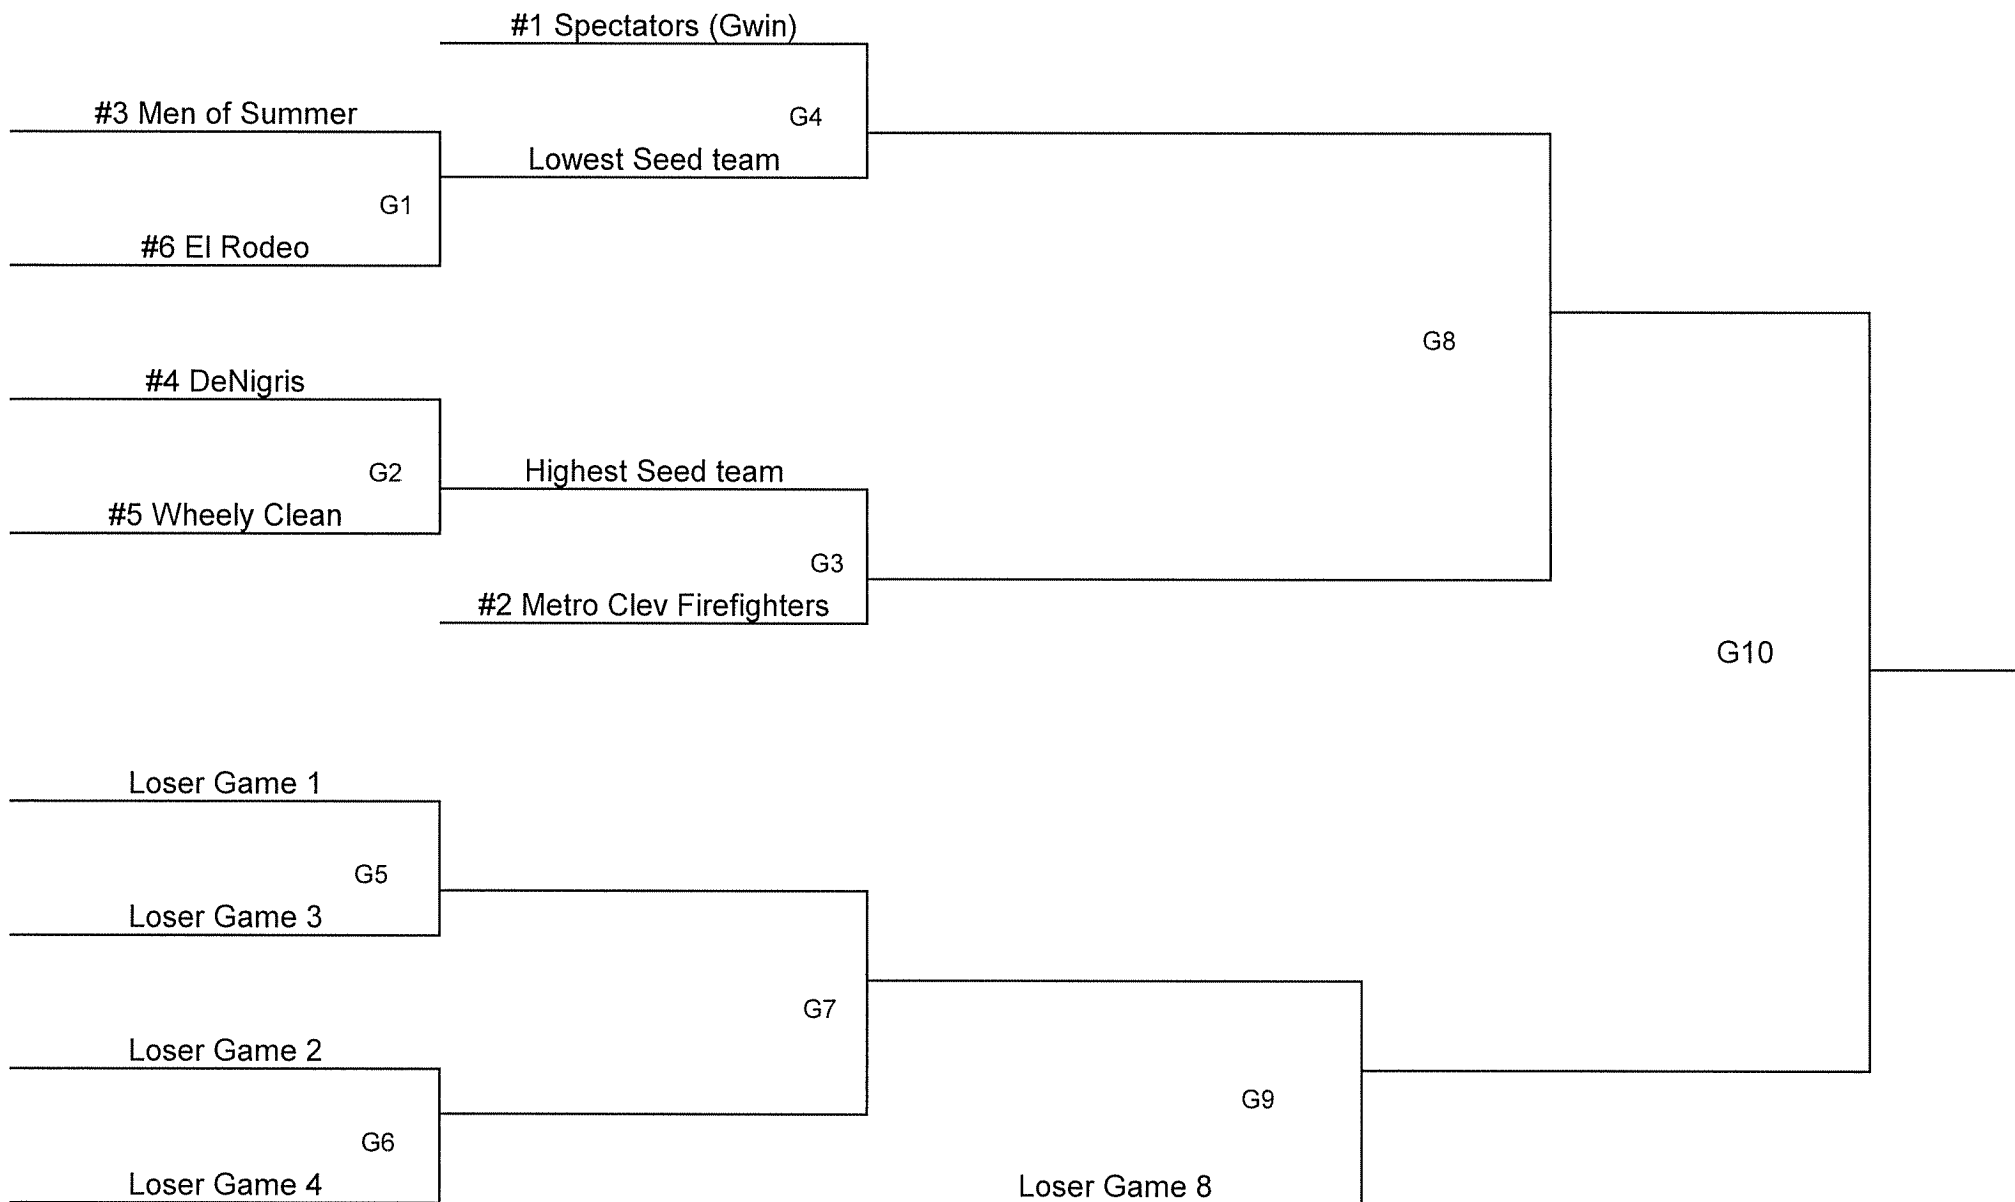 #1 Spectators (Gwin)
#3 Men of Summer
G4
Lowest Seed team
G1
#6 El Rodeo
G8
#4 DeNigris
G2
Highest Seed team
#5 Wheely Clean
G3
#2 Metro Clev Firefighters
G10
Loser Game 1
G5
Loser Game 3
G7
Loser Game 2
G9
G6
Loser Game 4
Loser Game 8